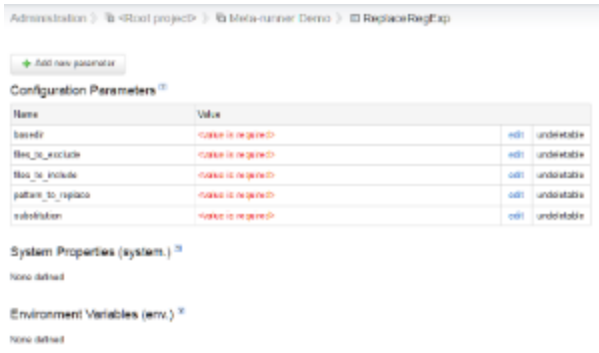 Administration > <Root project> > Meta-runner Demo > ReplaceRegExp
+ Add new parameter
Configuration Parameters
Name Value
basedir <value is required> edit undeletable
files_to_exclude <value is required> edit undeletable
files_to_include <value is required> edit undeletable
pattern_to_replace <value is required> edit undeletable
substitution <value is required> edit undeletable
System Properties (system.)
None defined
Environment Variables (env.)
None defined